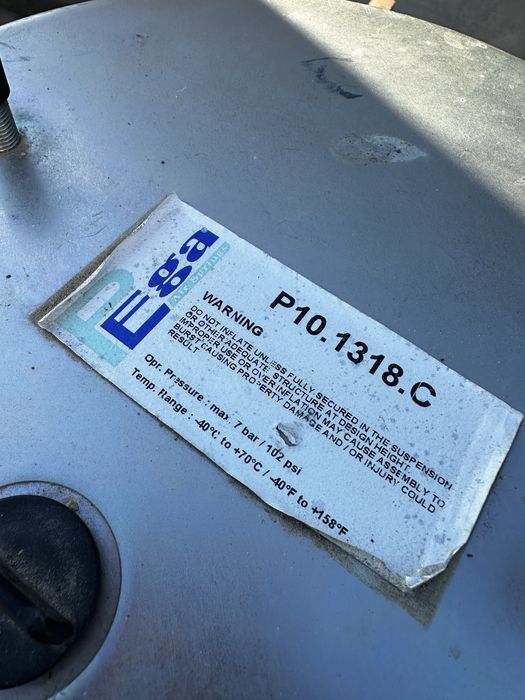 Ega
P10.1318.C
WARNING
DO NOT INFLATE UNLESS FULLY SECURED IN THE SUSPENSION
OR OTHER ADEQUATE STRUCTURE AT DESIGN HEIGHT.
IMPROPER USE OR OVER INFLATION MAY CAUSE ASSEMBLY TO
BURST CAUSING PROPERTY DAMAGE AND / OR INJURY COULD
RESULT
Opr. Pressure - max. 7 bar / 102 psi
Temp. Range : -40°C to +70°C / -40°F to +158°F